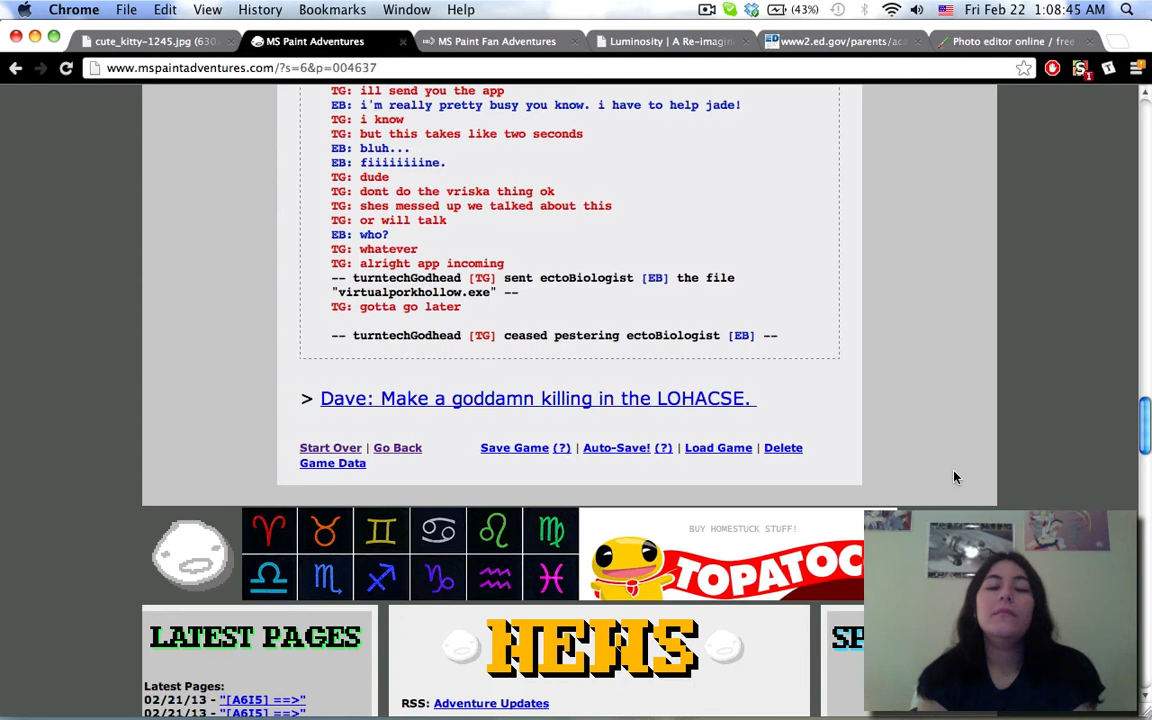 Chrome File Edit View History Bookmarks Window Help (43%) Fri Feb 22 1:08:45 AM
cute_kitty-1245.jpg (630 MS Paint Adventures MS Paint Fan Adventures Luminosity | A Re-imagin www2.ed.gov/parents/aca Photo editor online / free
www.mspaintadventures.com/?s=6&p=004637
TG: ill send you the app
EB: i'm really pretty busy you know. i have to help jade!
TG: i know
TG: but this takes like two seconds
EB: bluh...
EB: fiiiiiiiine.
TG: dude
TG: dont do the vriska thing ok
TG: shes messed up we talked about this
TG: or will talk
EB: who?
TG: whatever
TG: alright app incoming
-- turntechGodhead [TG] sent ectoBiologist [EB] the file
"virtualporkhollow.exe" --
TG: gotta go later
-- turntechGodhead [TG] ceased pestering ectoBiologist [EB] --
> Dave: Make a goddamn killing in the LOHACSE.
Start Over | Go Back Save Game (?) | Auto-Save! (?) | Load Game | Delete
Game Data
BUY HOMESTUCK STUFF!
TOPATOC
LATEST PAGES NEWS SP
Latest Pages:
02/21/13 - "[A6I5] ==>"
02/21/13 - "[A6I5] ==>"
RSS: Adventure Updates